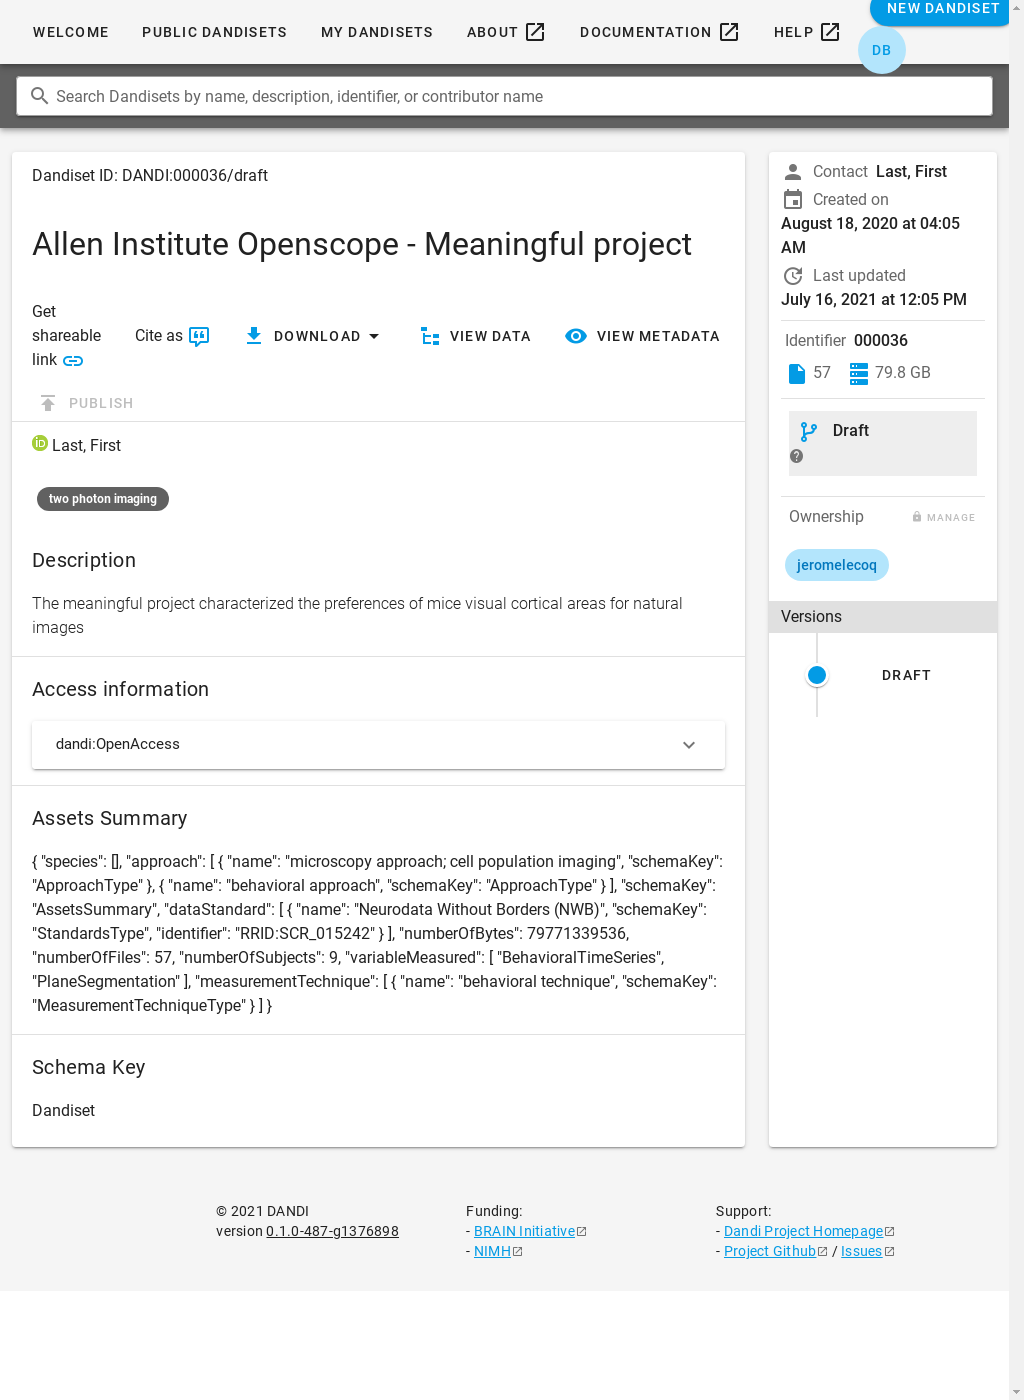 WELCOME PUBLIC DANDISETS MY DANDISETS ABOUT DOCUMENTATION HELP NEW DANDISET
DB
Search Dandisets by name, description, identifier, or contributor name
Dandiset ID: DANDI:000036/draft
Allen Institute Openscope - Meaningful project
Get
shareable
link
Cite as DOWNLOAD VIEW DATA VIEW METADATA
PUBLISH
iD Last, First
two photon imaging
Description
The meaningful project characterized the preferences of mice visual cortical areas for natural
images
Access information
dandi:OpenAccess
Assets Summary
{ "species": [], "approach": [ { "name": "microscopy approach; cell population imaging", "schemaKey":
"ApproachType" }, { "name": "behavioral approach", "schemaKey": "ApproachType" } ], "schemaKey":
"AssetsSummary", "dataStandard": [ { "name": "Neurodata Without Borders (NWB)", "schemaKey":
"StandardsType", "identifier": "RRID:SCR_015242" } ], "numberOfBytes": 79771339536,
"numberOfFiles": 57, "numberOfSubjects": 9, "variableMeasured": [ "BehavioralTimeSeries",
"PlaneSegmentation" ], "measurementTechnique": [ { "name": "behavioral technique", "schemaKey":
"MeasurementTechniqueType" } ] }
Schema Key
Dandiset
Contact Last, First
Created on
August 18, 2020 at 04:05
AM
Last updated
July 16, 2021 at 12:05 PM
Identifier 000036
57 79.8 GB
Draft
Ownership MANAGE
jeromelecoq
Versions
DRAFT
© 2021 DANDI
version 0.1.0-487-g1376898
Funding:
- BRAIN Initiative
- NIMH
Support:
- Dandi Project Homepage
- Project Github / Issues